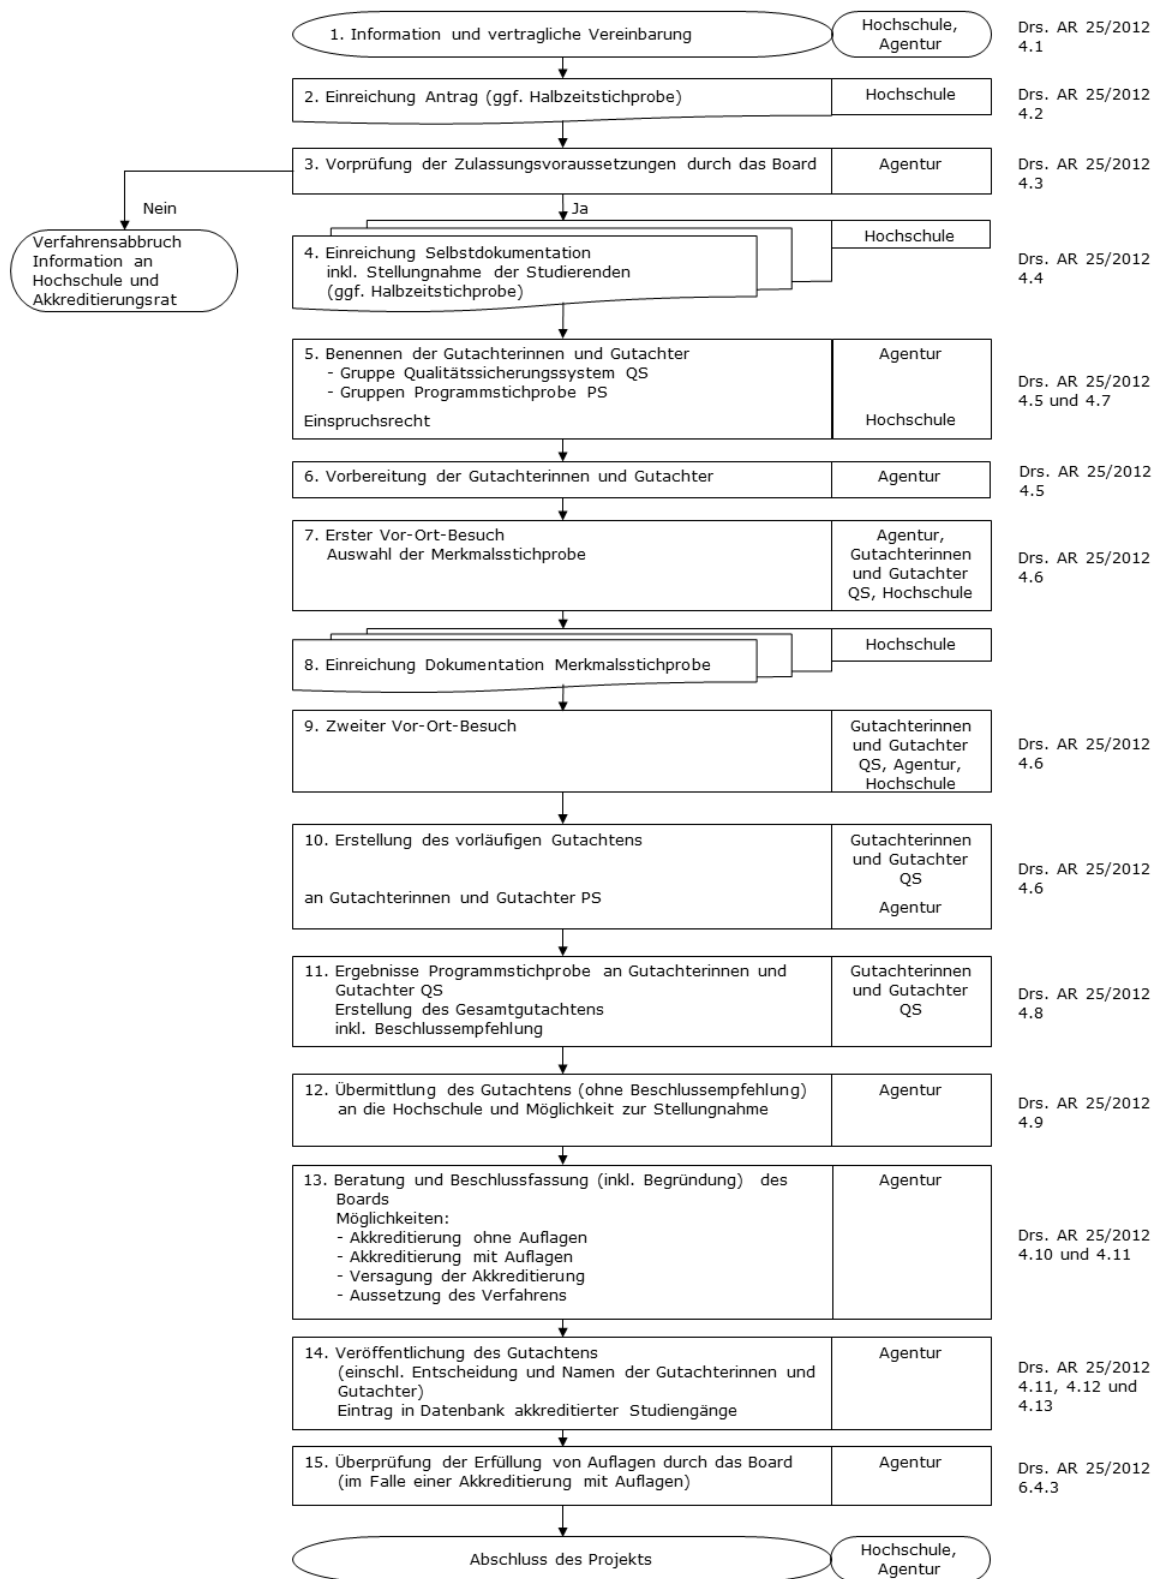 1. Information und vertragliche Vereinbarung
Hochschule,
Agentur
Drs. AR 25/2012
4.1
2. Einreichung Antrag (ggf. Halbzeitstichprobe)
Hochschule
Drs. AR 25/2012
4.2
3. Vorprüfung der Zulassungsvoraussetzungen durch das Board
Agentur
Drs. AR 25/2012
4.3
Nein
Ja
Verfahrensabbruch
Information an
Hochschule und
Akkreditierungsrat
4. Einreichung Selbstdokumentation
inkl. Stellungnahme der Studierenden
(ggf. Halbzeitstichprobe)
Hochschule
Drs. AR 25/2012
4.4
5. Benennen der Gutachterinnen und Gutachter
- Gruppe Qualitätssicherungssystem QS
- Gruppen Programmstichprobe PS
Einspruchsrecht
Agentur
Hochschule
Drs. AR 25/2012
4.5 und 4.7
6. Vorbereitung der Gutachterinnen und Gutachter
Agentur
Drs. AR 25/2012
4.5
7. Erster Vor-Ort-Besuch
Auswahl der Merkmalsstichprobe
Agentur,
Gutachterinnen
und Gutachter
QS, Hochschule
Drs. AR 25/2012
4.6
8. Einreichung Dokumentation Merkmalsstichprobe
Hochschule
9. Zweiter Vor-Ort-Besuch
Gutachterinnen
und Gutachter
QS, Agentur,
Hochschule
Drs. AR 25/2012
4.6
10. Erstellung des vorläufigen Gutachtens
an Gutachterinnen und Gutachter PS
Gutachterinnen
und Gutachter
QS
Agentur
Drs. AR 25/2012
4.6
11. Ergebnisse Programmstichprobe an Gutachterinnen und
Gutachter QS
Erstellung des Gesamtgutachtens
inkl. Beschlussempfehlung
Gutachterinnen
und Gutachter
QS
Drs. AR 25/2012
4.8
12. Übermittlung des Gutachtens (ohne Beschlussempfehlung)
an die Hochschule und Möglichkeit zur Stellungnahme
Agentur
Drs. AR 25/2012
4.9
13. Beratung und Beschlussfassung (inkl. Begründung) des
Boards
Möglichkeiten:
- Akkreditierung ohne Auflagen
- Akkreditierung mit Auflagen
- Versagung der Akkreditierung
- Aussetzung des Verfahrens
Agentur
Drs. AR 25/2012
4.10 und 4.11
14. Veröffentlichung des Gutachtens
(einschl. Entscheidung und Namen der Gutachterinnen und
Gutachter)
Eintrag in Datenbank akkreditierter Studiengänge
Agentur
Drs. AR 25/2012
4.11, 4.12 und
4.13
15. Überprüfung der Erfüllung von Auflagen durch das Board
(im Falle einer Akkreditierung mit Auflagen)
Agentur
Drs. AR 25/2012
6.4.3
Abschluss des Projekts
Hochschule,
Agentur